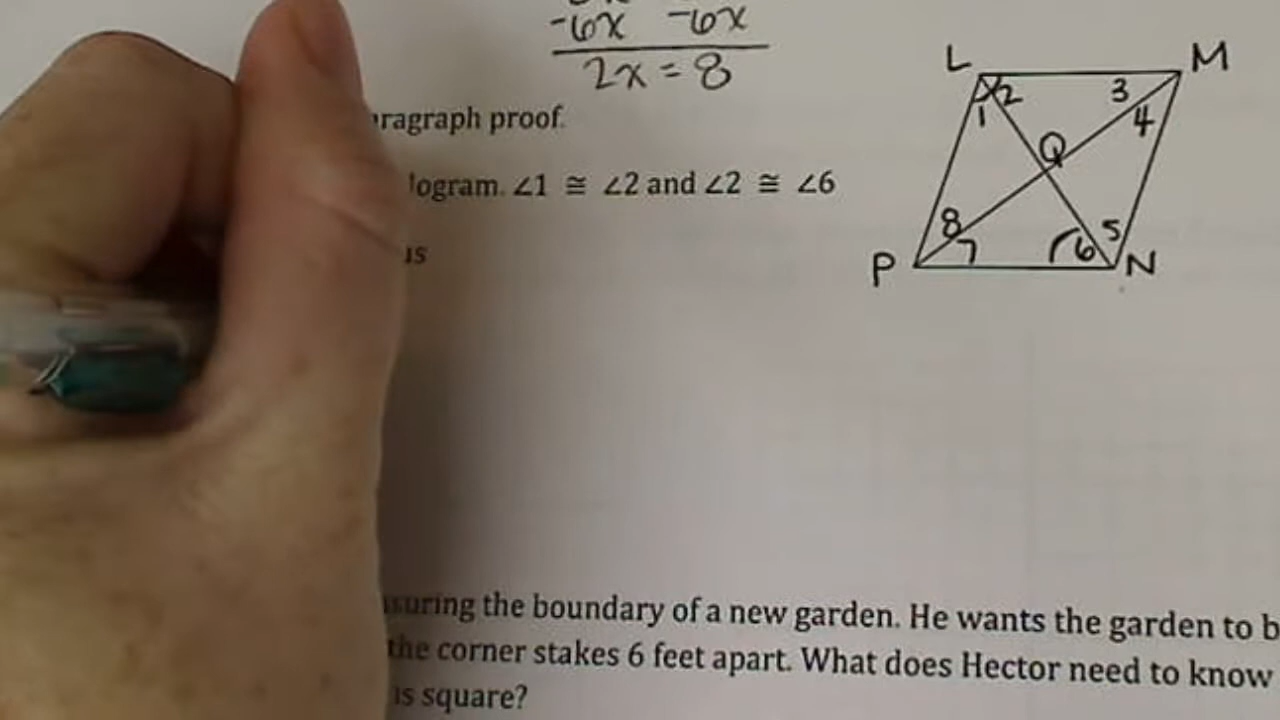 -6x -6x
2x = 8
L M
1 2 3 4
ragraph proof.
Q
logram. ∠1 ≅ ∠2 and ∠2 ≅ ∠6
8 7 6 5
P N
is
suring the boundary of a new garden. He wants the garden to b
the corner stakes 6 feet apart. What does Hector need to know
is square?